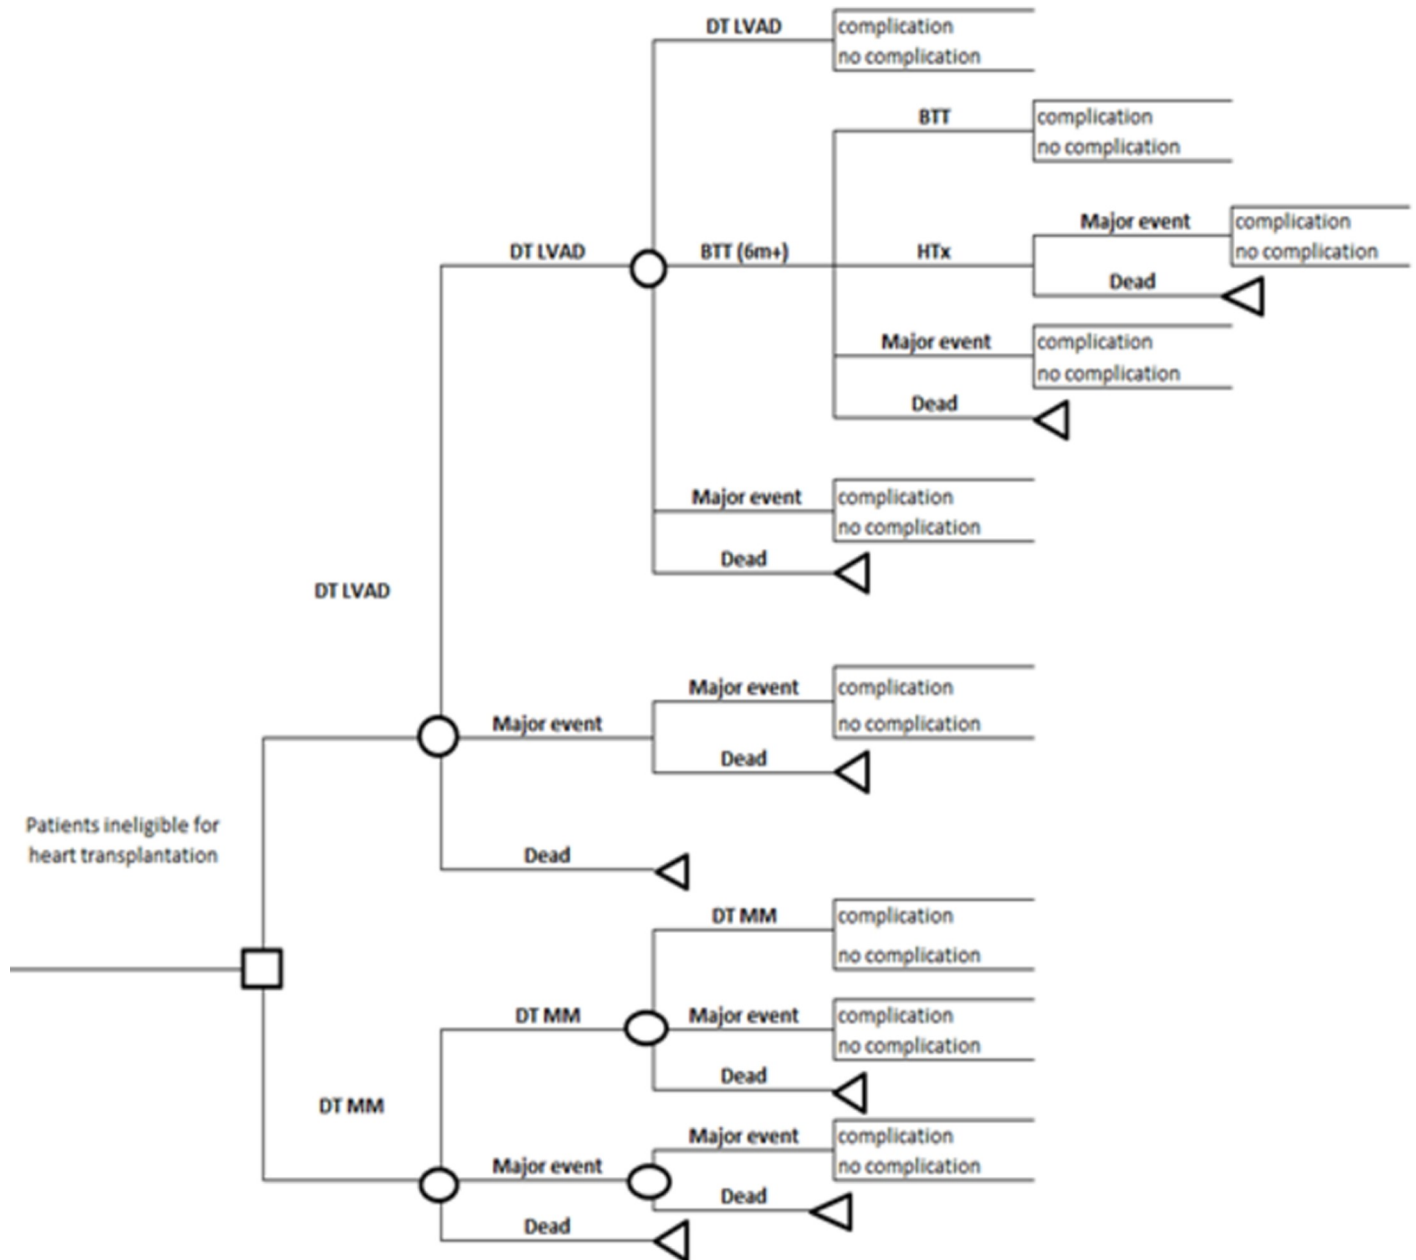 DT LVAD
complication
no complication
BTT
complication
no complication
Major event
complication
no complication
DT LVAD
BTT (6m+)
HTx
Dead
Major event
complication
no complication
Dead
Major event
complication
no complication
Dead
DT LVAD
Major event
complication
no complication
Major event
Dead
Patients ineligible for
heart transplantation
Dead
DT MM
complication
no complication
DT MM
Major event
complication
no complication
Dead
DT MM
Major event
complication
no complication
Major event
Dead
Dead